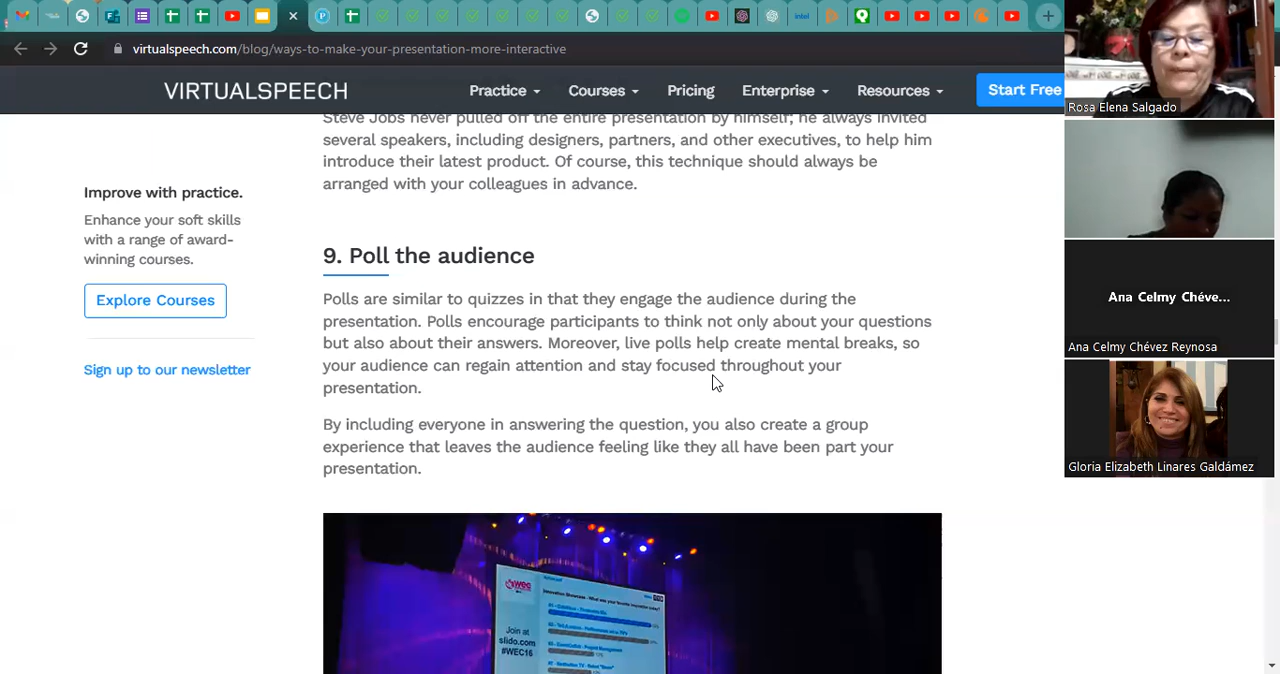 virtualspeech.com/blog/ways-to-make-your-presentation-more-interactive
VIRTUALSPEECH
Practice
Courses
Pricing
Enterprise
Resources
Start Free
Steve Jobs never pulled off the entire presentation by himself; he always invited
several speakers, including designers, partners, and other executives, to help him
introduce their latest product. Of course, this technique should always be
arranged with your colleagues in advance.
Improve with practice.
Enhance your soft skills
with a range of award-
winning courses.
Explore Courses
Sign up to our newsletter
9. Poll the audience
Polls are similar to quizzes in that they engage the audience during the
presentation. Polls encourage participants to think not only about your questions
but also about their answers. Moreover, live polls help create mental breaks, so
your audience can regain attention and stay focused throughout your
presentation.
By including everyone in answering the question, you also create a group
experience that leaves the audience feeling like they all have been part your
presentation.
wec
Join at
slido.com
#WEC16
Rosa Elena Salgado
Ana Celmy Chéve...
Ana Celmy Chévez Reynosa
Gloria Elizabeth Linares Galdámez